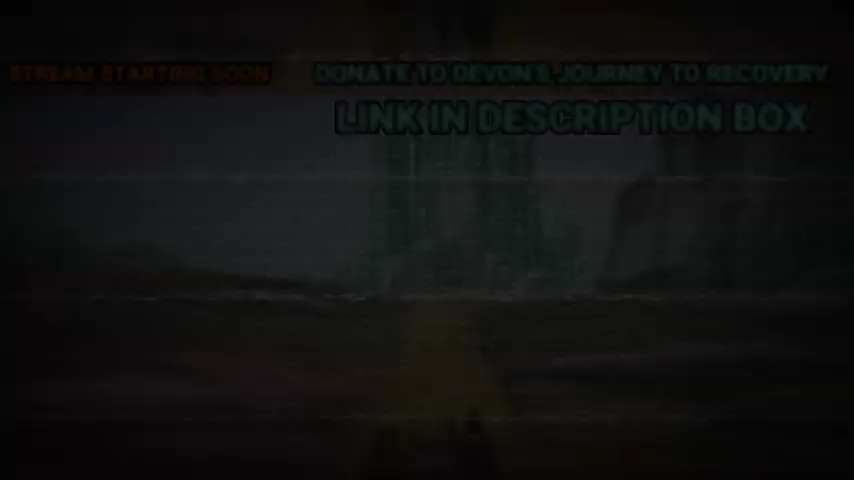 STREAM STARTING SOON
DONATE TO DEVON'S JOURNEY TO RECOVERY
LINK IN DESCRIPTION BOX